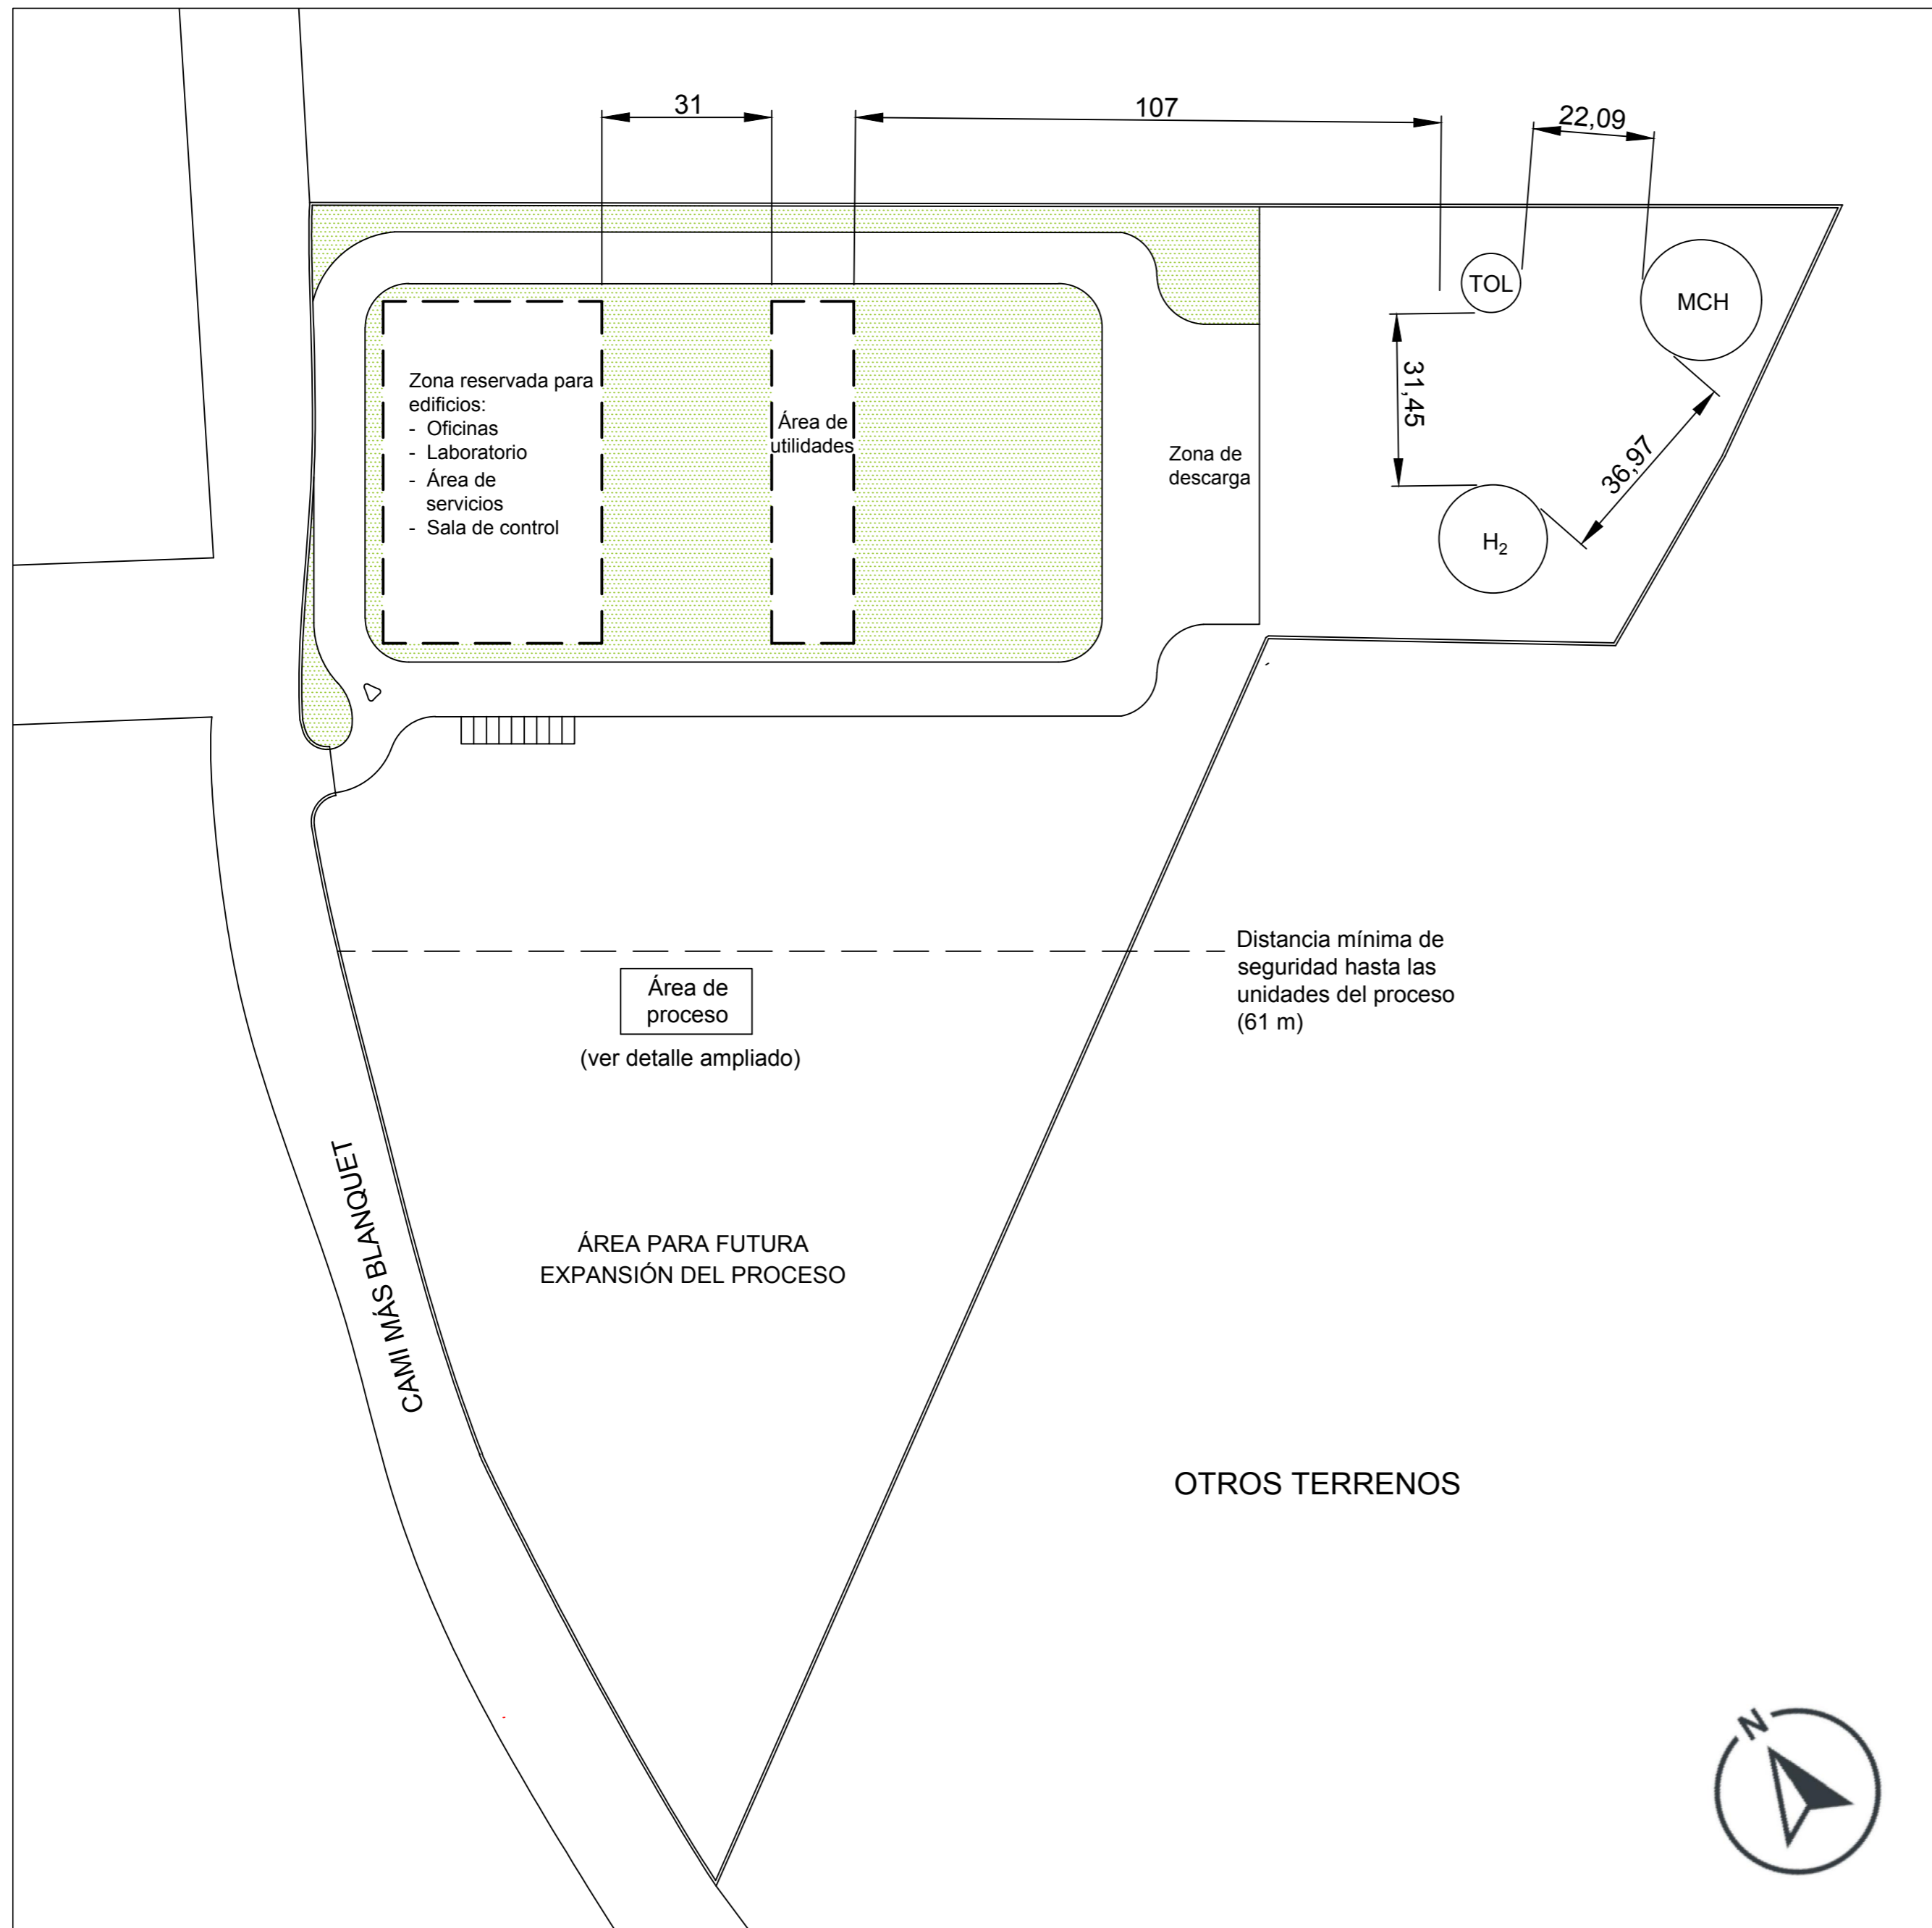 31
107
22,09
TOL
MCH
31,45
36,97
H₂
Zona reservada para
edificios:
- Oficinas
- Laboratorio
- Área de
servicios
- Sala de control
Área de
utilidades
Zona de
descarga
Distancia mínima de
seguridad hasta las
unidades del proceso
(61 m)
Área de
proceso
(ver detalle ampliado)
CAMI MÁS BLANQUET
ÁREA PARA FUTURA
EXPANSIÓN DEL PROCESO
OTROS TERRENOS
N